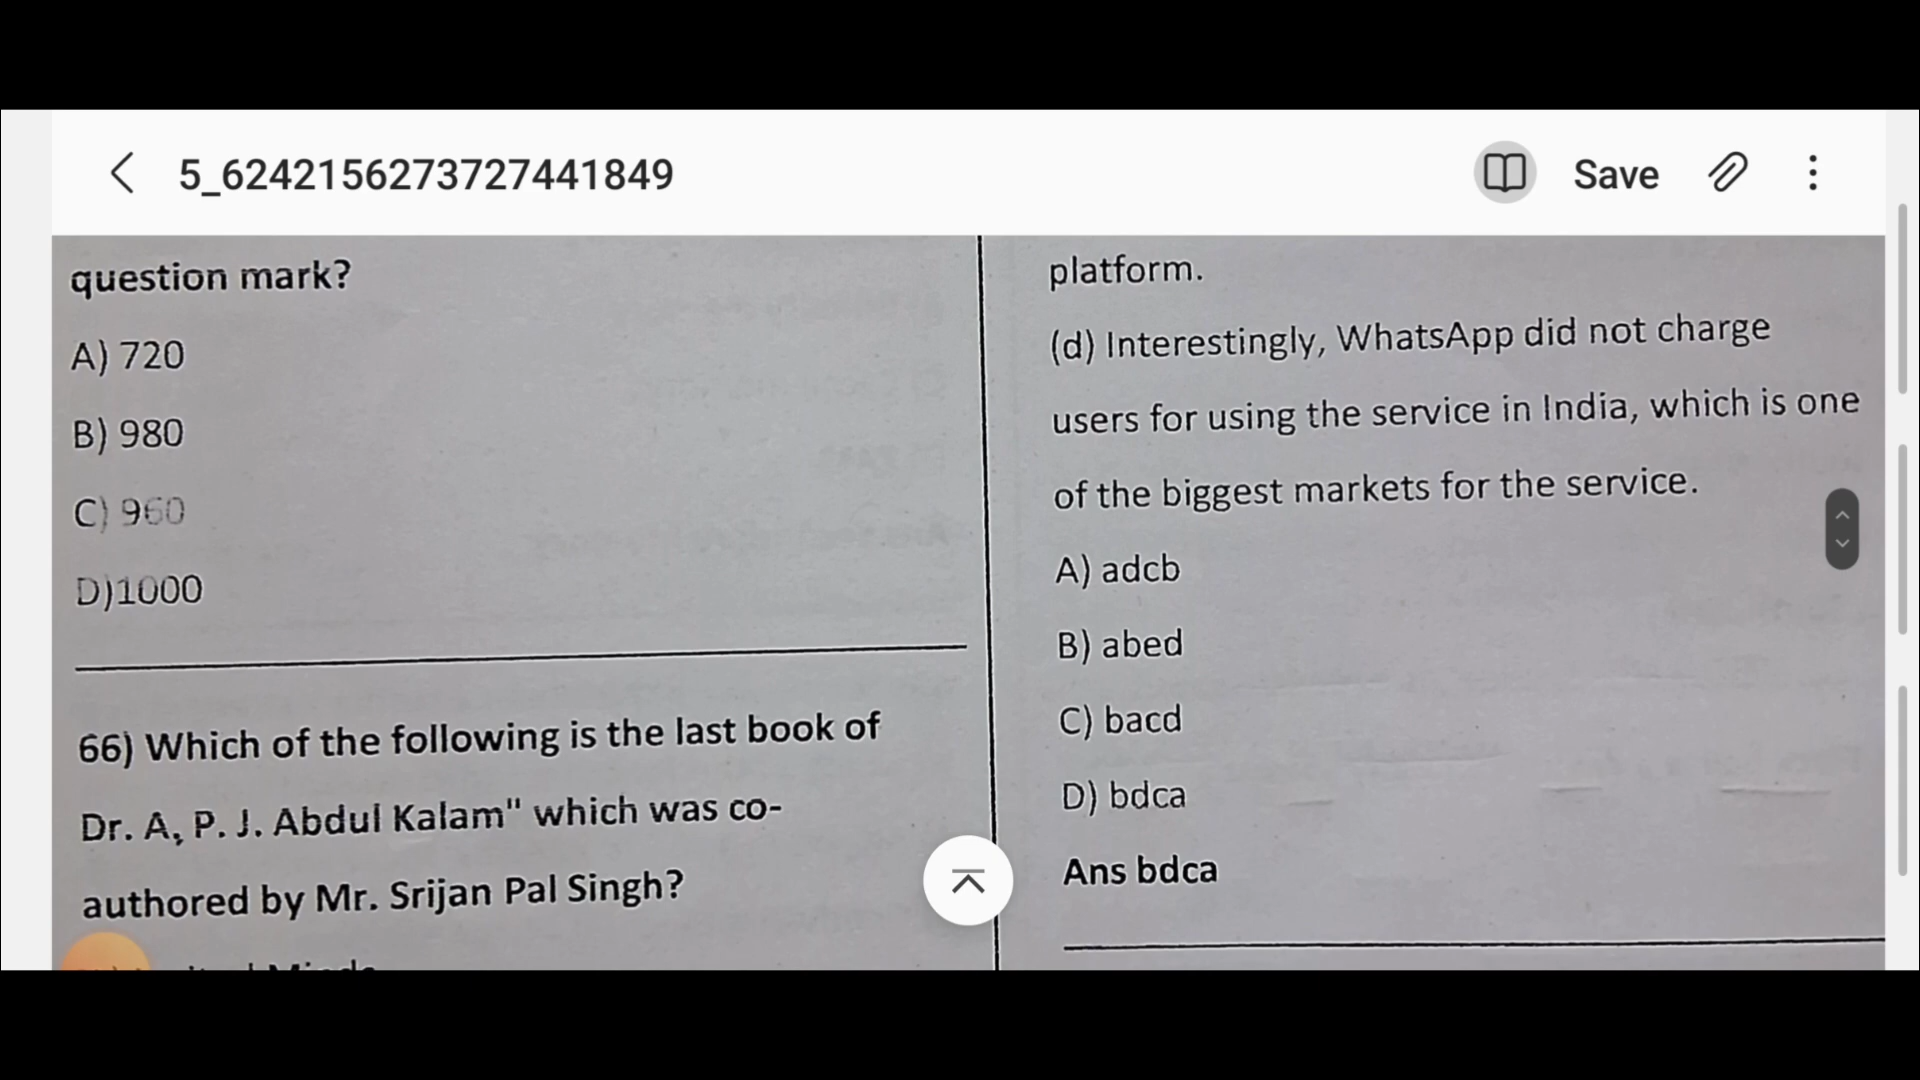 5_6242156273727441849
Save
question mark?
A) 720
B) 980
C) 960
D)1000
66) Which of the following is the last book of
Dr. A, P. J. Abdul Kalam" which was co-
authored by Mr. Srijan Pal Singh?
platform.
(d) Interestingly, WhatsApp did not charge
users for using the service in India, which is one
of the biggest markets for the service.
A) adcb
B) abed
C) bacd
D) bdca
Ans bdca